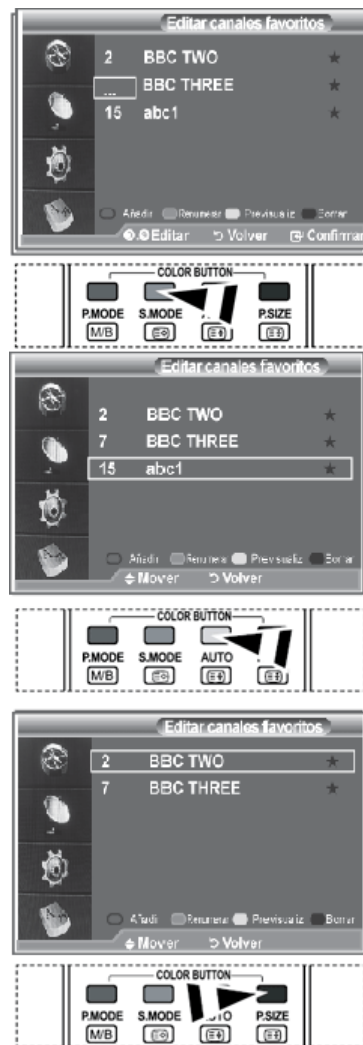 Editar canales favoritos
2 BBC TWO
... BBC THREE
15 abc1
Añadir Renumerar Previsualiz Borrar
Editar Volver Confirmar
COLOR BUTTON
P.MODE S.MODE P.SIZE
M/B
Editar canales favoritos
2 BBC TWO
7 BBC THREE
15 abc1
Añadir Renumerar Previsualiz Borrar
Mover Volver
COLOR BUTTON
P.MODE S.MODE AUTO
M/B
Editar canales favoritos
2 BBC TWO
7 BBC THREE
Añadir Renumerar Previsualiz Borrar
Mover Volver
COLOR BUTTON
P.MODE S.MODE P.SIZE
M/B